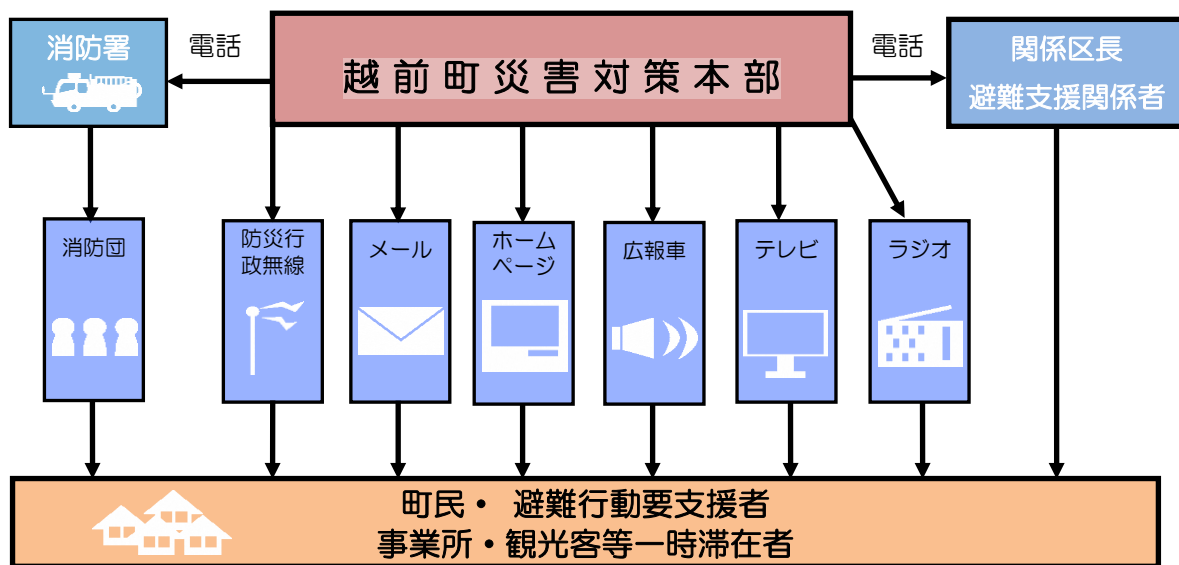 消防署
電話
越前町災害対策本部
電話
関係区長
避難支援関係者
消防団
防災行
政無線
メール
ホーム
ページ
広報車
テレビ
ラジオ
町民・ 避難行動要支援者
事業所・観光客等一時滞在者